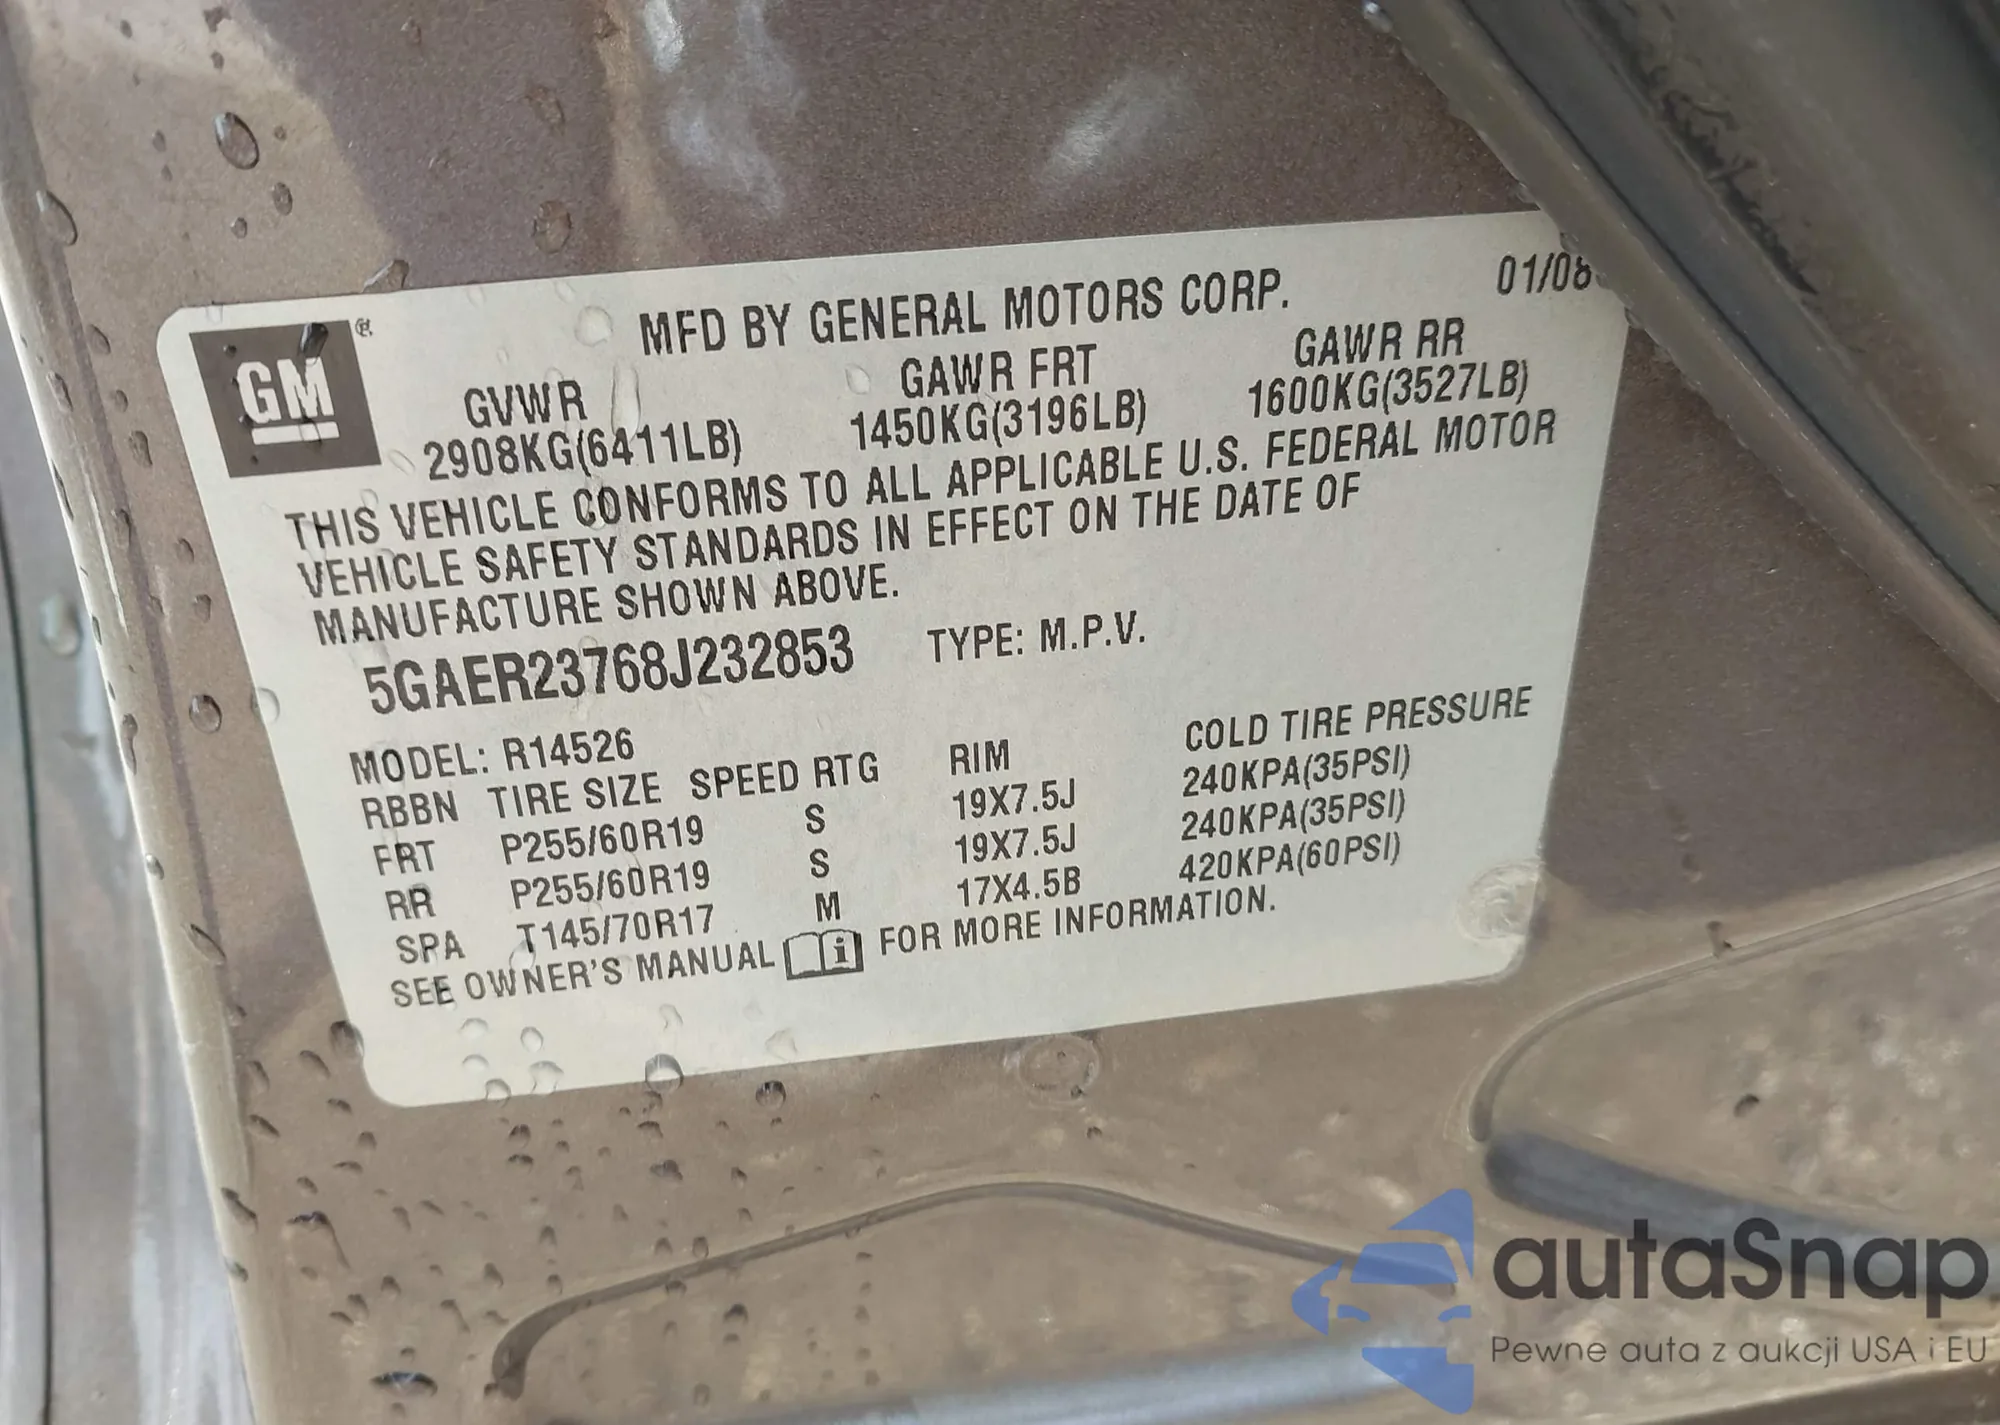 MFD BY GENERAL MOTORS CORP. 01/08
GM ®
GVWR GAWR FRT GAWR RR
2908KG(6411LB) 1450KG(3196LB) 1600KG(3527LB)
THIS VEHICLE CONFORMS TO ALL APPLICABLE U.S. FEDERAL MOTOR
VEHICLE SAFETY STANDARDS IN EFFECT ON THE DATE OF
MANUFACTURE SHOWN ABOVE.
5GAER23768J232853 TYPE: M.P.V.
MODEL: R14526
RBBN TIRE SIZE SPEED RTG RIM COLD TIRE PRESSURE
FRT P255/60R19 S 19X7.5J 240KPA(35PSI)
RR P255/60R19 S 19X7.5J 240KPA(35PSI)
SPA T145/70R17 M 17X4.5B 420KPA(60PSI)
SEE OWNER'S MANUAL FOR MORE INFORMATION.
autaSnap
Pewne auta z aukcji USA i EU